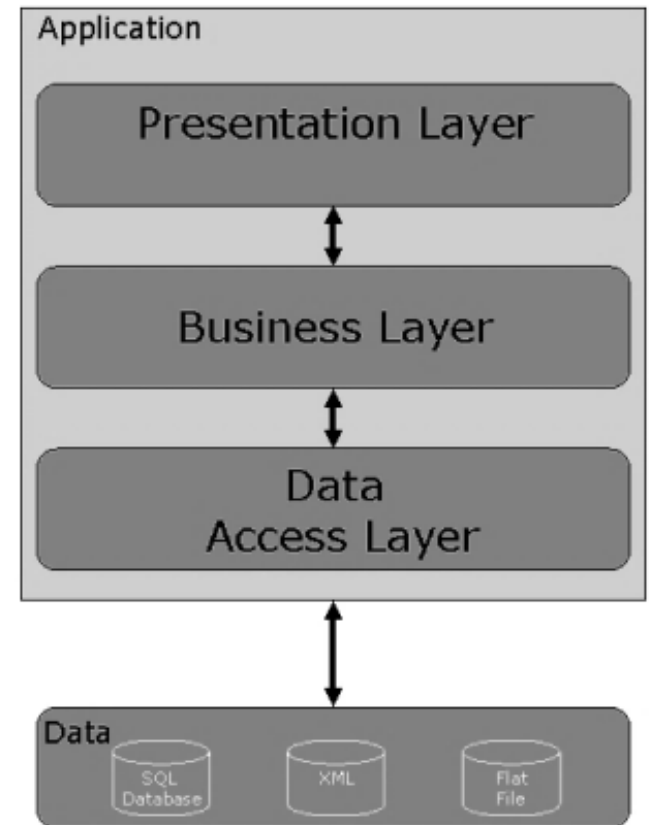 Application
Presentation Layer
Business Layer
Data
Access Layer
Data
SQL
Database
XML
Flat
File